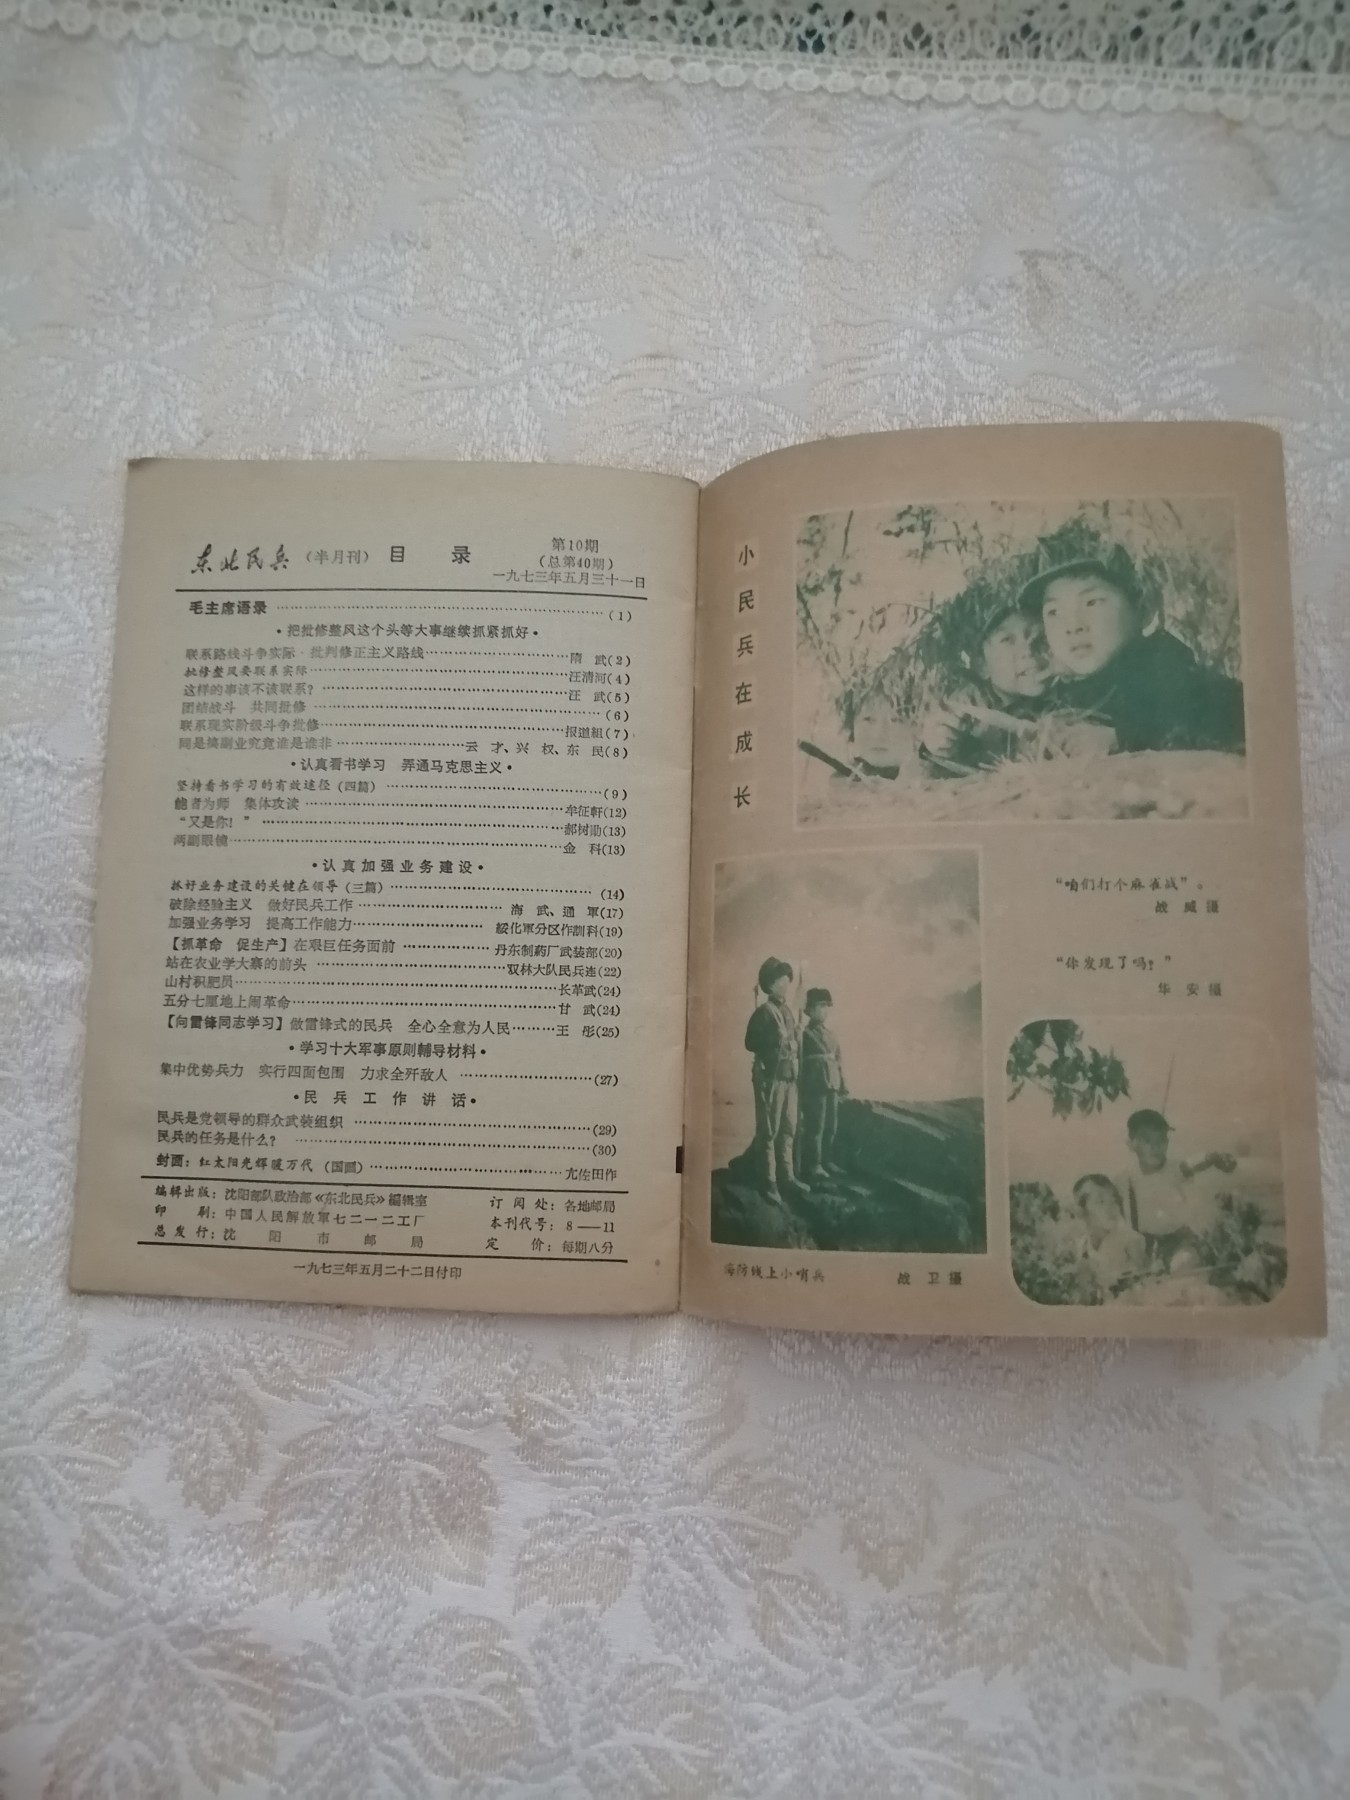 东北民兵（半月刊） 目 录 第10期
（总第40期）
一九七三年五月三十一日
毛主席语录……(1)
·把批修整风这个头等大事继续抓紧抓好·
联系路线斗争实际 批判修正主义路线……隋 武(2)
批修整风要联系实际……汪清河(4)
这样的事该不该联系？……汪 武(5)
团结战斗 共同批修……(6)
联系现实阶级斗争批修……报道組(7)
同是搞副业究竟谁是谁非……云 才、兴 权、东 民(8)
·认真看书学习 弄通马克思主义·
坚持看书学习的有效途径（四篇）……(9)
能者为师 集体攻读……牟征軒(12)
“又是你！”……郝树勋(13)
两副眼镜……金 科(13)
·认真加强业务建设·
抓好业务建设的关键在领导（三篇）……(14)
破除经验主义 做好民兵工作……海 武、通 軍(17)
加强业务学习 提高工作能力……綏化軍分区作訓科(19)
【抓革命 促生产】在艰巨任务面前……丹东制葯厂武装部(20)
站在农业学大寨的前头……双林大队民兵连(22)
山村积肥员……长革武(24)
五分七厘地上闹革命……甘 武(24)
【向雷锋同志学习】做雷锋式的民兵 全心全意为人民……王 彤(25)
·学习十大军事原则輔导材料·
集中优势兵力 实行四面包围 力求全歼敌人……(27)
·民兵工作讲话·
民兵是党领导的群众武装组织……(29)
民兵的任务是什么？……(30)
封面：红太阳光辉暖万代（国画）……亢佐田作
编辑出版：沈阳部队政治部《东北民兵》编辑室 订阅处：各地邮局
印 刷：中国人民解放軍七二一二工厂 本刊代号：8——11
总发行：沈阳市邮局 定 价：每期八分
一九七三年五月二十二日付印
小民兵在成长
“咱们打个麻雀战”。
战 威 摄
“你发现了吗？”
华 安 摄
海防线上小哨兵 战 卫 摄